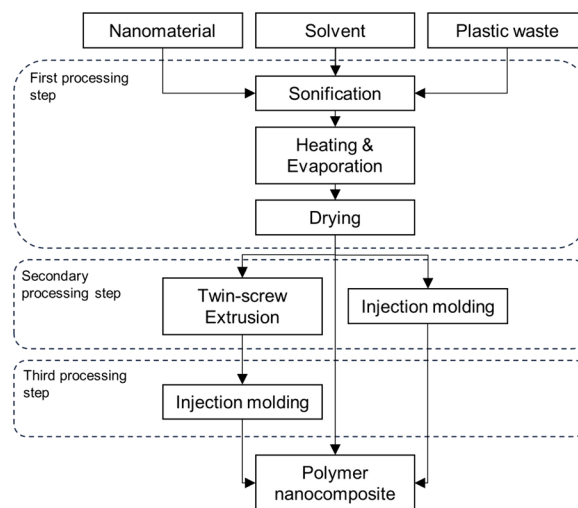 Nanomaterial
Solvent
Plastic waste
First processing
step
Sonification
Heating &
Evaporation
Drying
Secondary
processing step
Twin-screw
Extrusion
Injection molding
Third processing
step
Injection molding
Polymer
nanocomposite